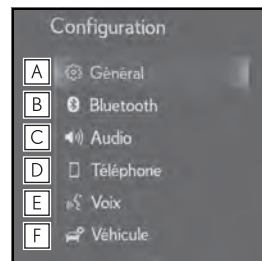 Configuration
A Général
B Bluetooth
C Audio
D Téléphone
E Voix
F Véhicule